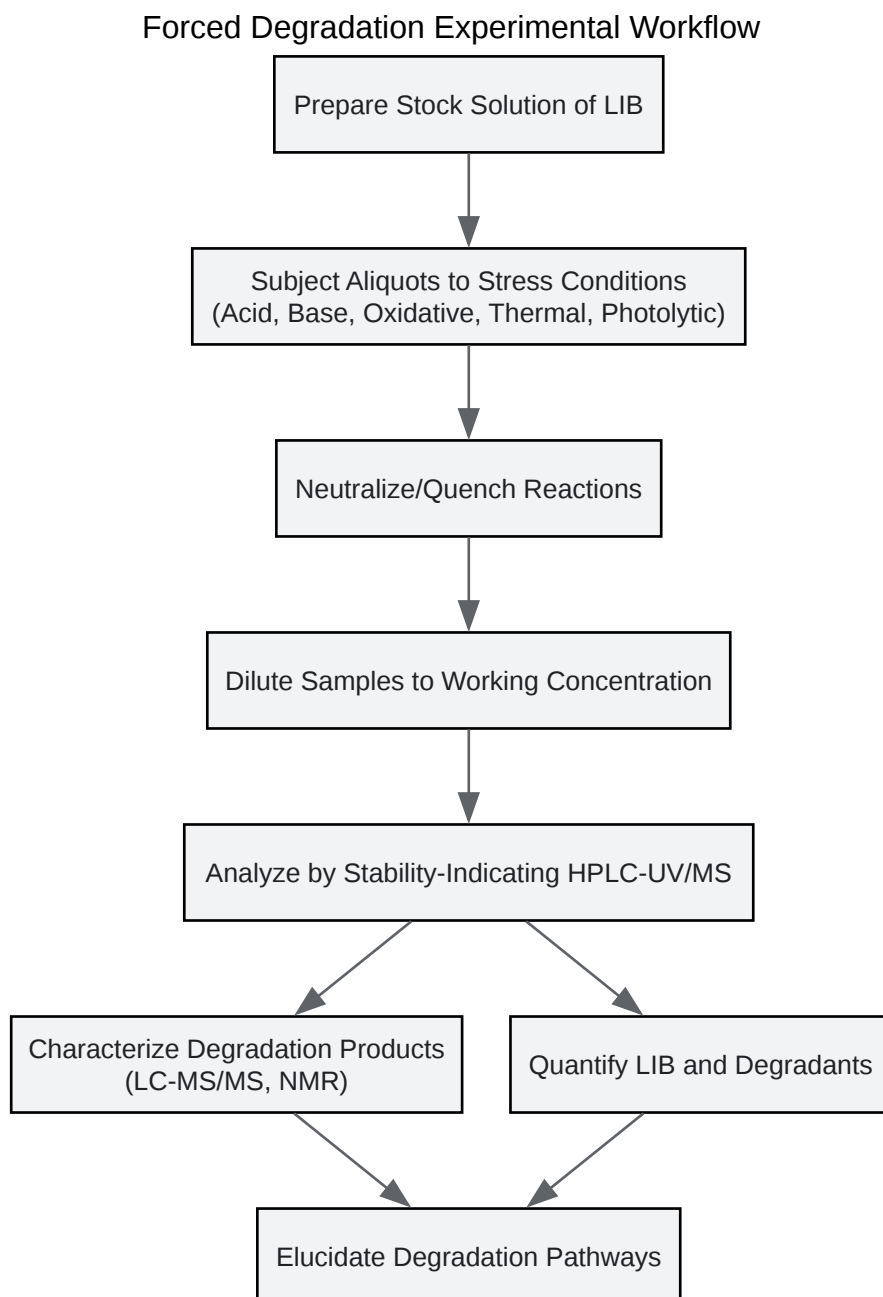 Forced Degradation Experimental Workflow
Prepare Stock Solution of LIB
Subject Aliquots to Stress Conditions
(Acid, Base, Oxidative, Thermal, Photolytic)
Neutralize/Quench Reactions
Dilute Samples to Working Concentration
Analyze by Stability-Indicating HPLC-UV/MS
Characterize Degradation Products
(LC-MS/MS, NMR)
Quantify LIB and Degradants
Elucidate Degradation Pathways